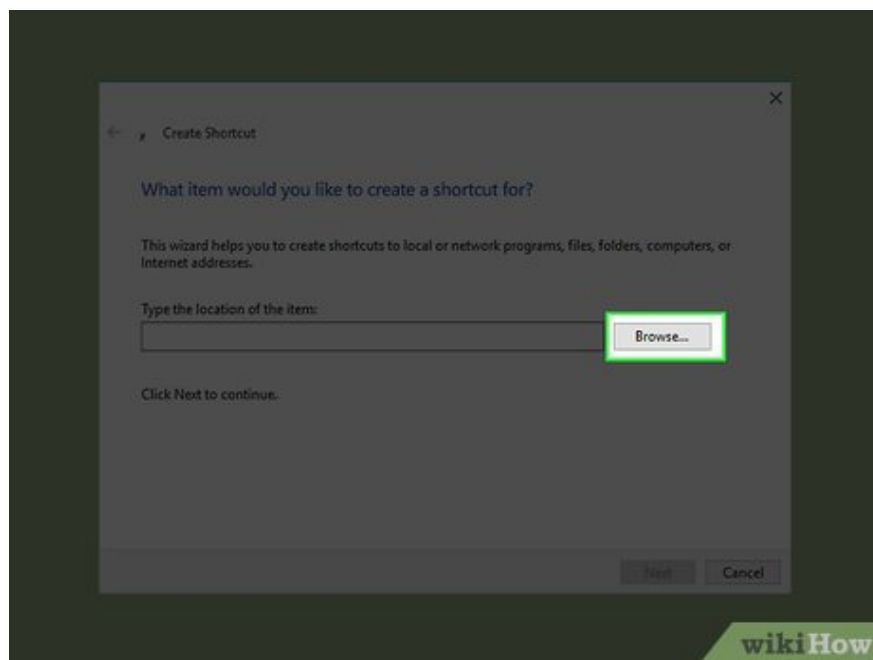 Create Shortcut
What item would you like to create a shortcut for?
This wizard helps you to create shortcuts to local or network programs, files, folders, computers, or
Internet addresses.
Type the location of the item:
Browse...
Click Next to continue.
Next Cancel
wikiHow